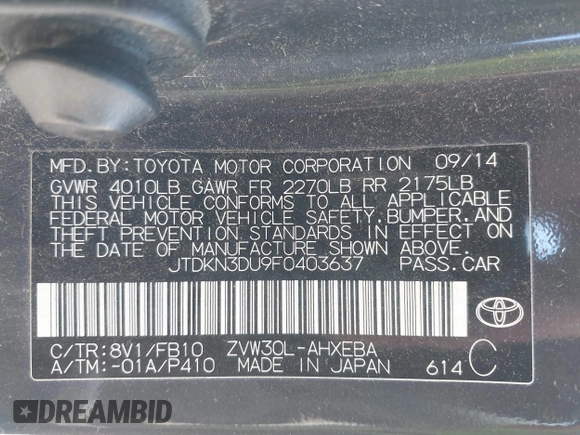 MFD.BY:TOYOTA MOTOR CORPORATION 09/14
GVWR 4010LB GAWR FR 2270LB RR 2175LB
THIS VEHICLE CONFORMS TO ALL APPLICABLE
FEDERAL MOTOR VEHICLE SAFETY,BUMPER,AND
THEFT PREVENTION STANDARDS IN EFFECT ON
THE DATE OF MANUFACTURE SHOWN ABOVE.
JTDKN3DU9F0403637 PASS.CAR
C/TR:8V1/FB10 ZVW30L-AHXEBA
A/TM:-01A/P410 MADE IN JAPAN 614 C
DREAMBID